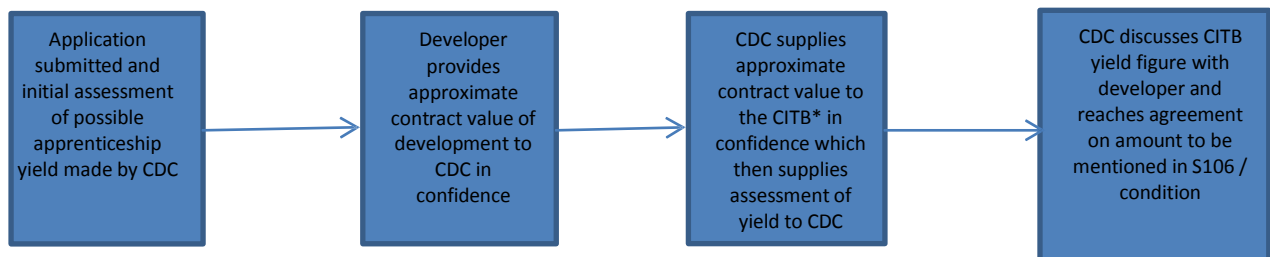 Application
submitted and
initial assessment
of possible
apprenticeship
yield made by CDC
Developer
provides
approximate
contract value of
development to
CDC in
confidence
CDC supplies
approximate
contract value to
the CITB* in
confidence which
then supplies
assessment of
yield to CDC
CDC discusses CITB
yield figure with
developer and
reaches agreement
on amount to be
mentioned in S106 /
condition